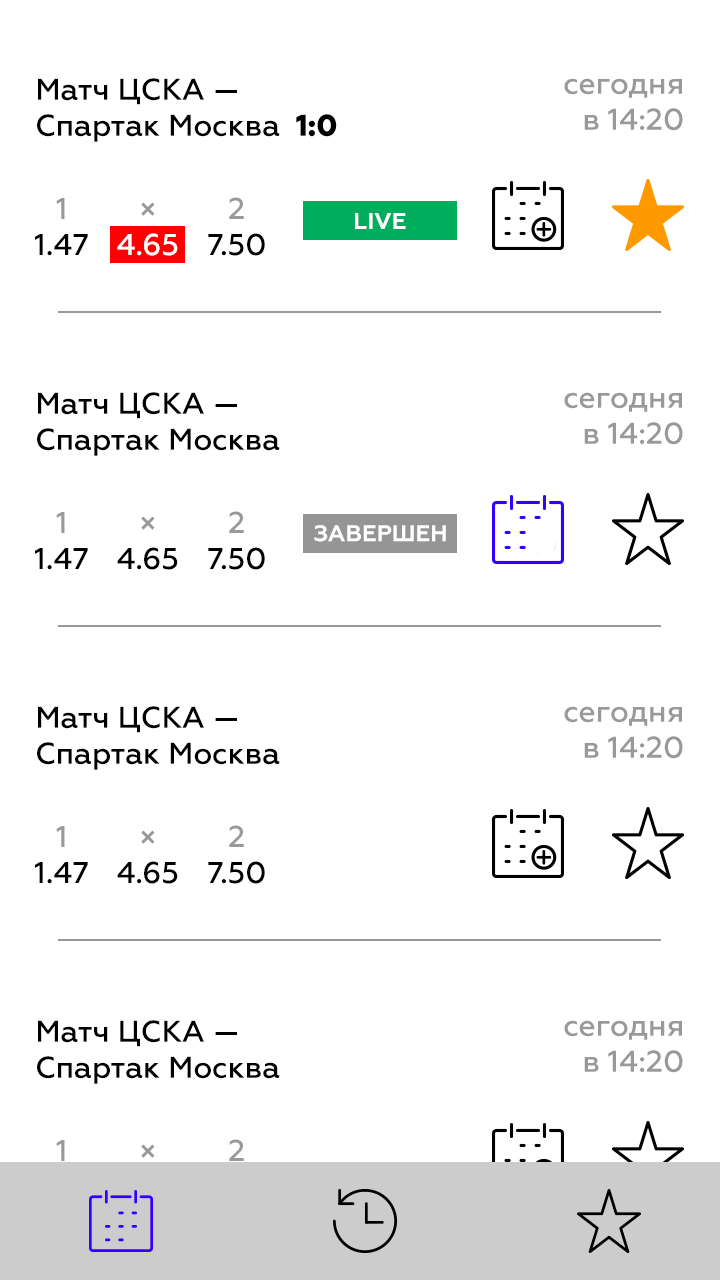 Матч ЦСКА —
Спартак Москва 1:0
сегодня
в 14:20
1 × 2
1.47 4.65 7.50
LIVE
Матч ЦСКА —
Спартак Москва
сегодня
в 14:20
1 × 2
1.47 4.65 7.50
ЗАВЕРШЕН
Матч ЦСКА —
Спартак Москва
сегодня
в 14:20
1 × 2
1.47 4.65 7.50
Матч ЦСКА —
Спартак Москва
сегодня
в 14:20
1 × 2